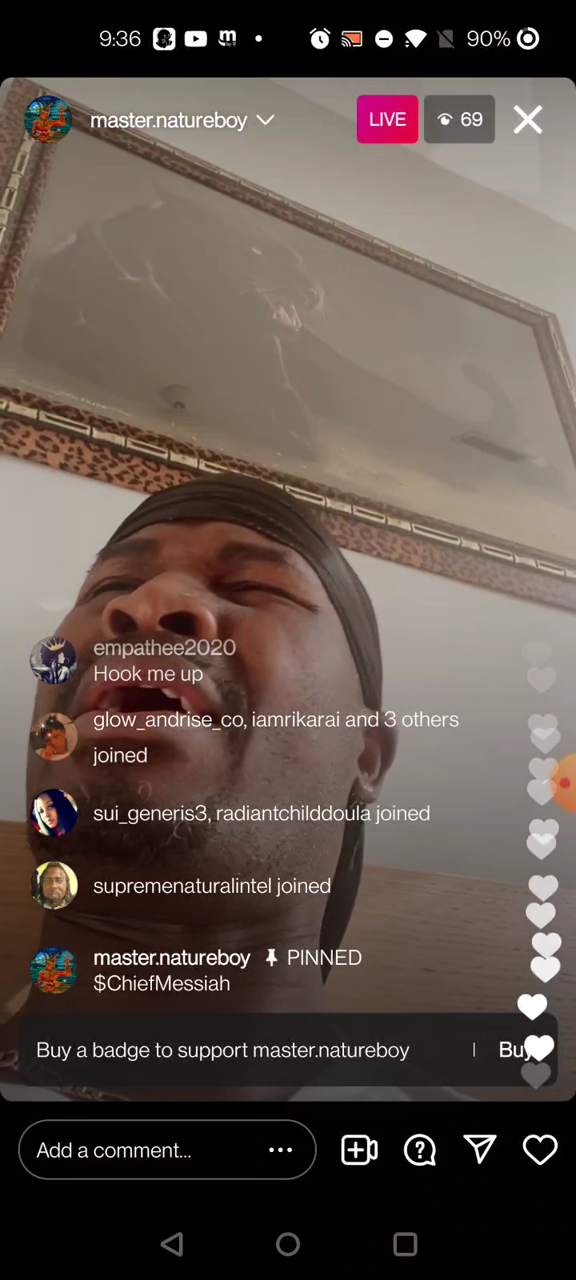 9:36
90%
master.natureboy
LIVE
69
empathee2020
Hook me up
glow_andrise_co, iamrikarai and 3 others
joined
sui_generis3, radiantchilddoula joined
supremenaturalintel joined
master.natureboy PINNED
$ChiefMessiah
Buy a badge to support master.natureboy
Buy
Add a comment...